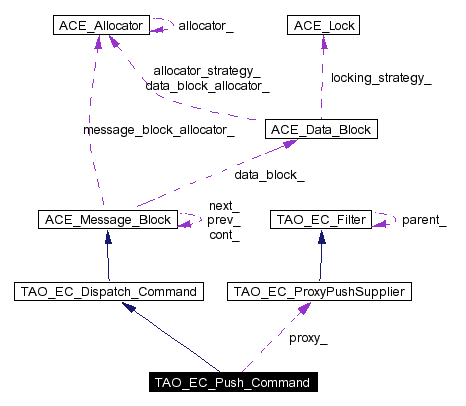 ACE_Allocator
allocator_
ACE_Lock
allocator_strategy_
data_block_allocator_
locking_strategy_
message_block_allocator_
ACE_Data_Block
data_block_
ACE_Message_Block
next_
prev_
cont_
TAO_EC_Filter
parent_
TAO_EC_Dispatch_Command
TAO_EC_ProxyPushSupplier
proxy_
TAO_EC_Push_Command